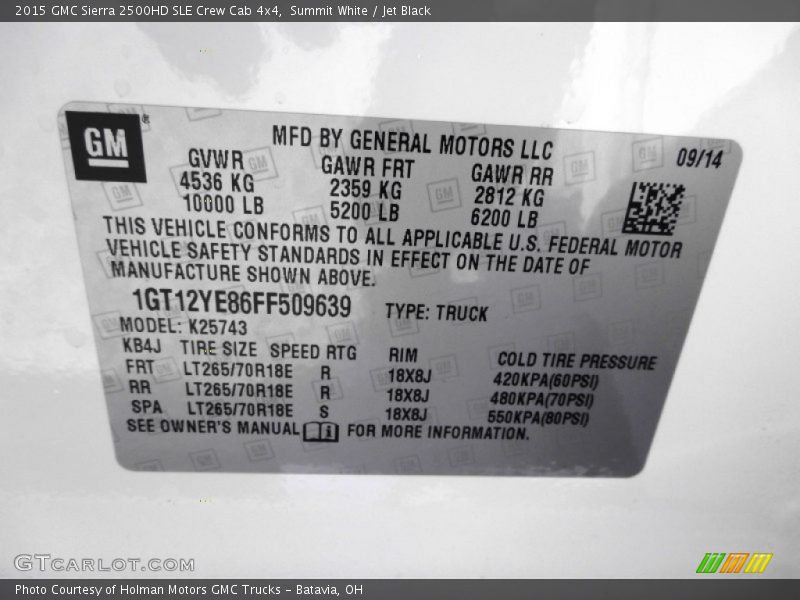 2015 GMC Sierra 2500HD SLE Crew Cab 4x4,  Summit White / Jet Black
GM ®
MFD BY GENERAL MOTORS LLC
09/14
GVWR GAWR FRT GAWR RR
4536 KG 2359 KG 2812 KG
10000 LB 5200 LB 6200 LB
THIS VEHICLE CONFORMS TO ALL APPLICABLE U.S. FEDERAL MOTOR
VEHICLE SAFETY STANDARDS IN EFFECT ON THE DATE OF
MANUFACTURE SHOWN ABOVE.
1GT12YE86FF509639 TYPE: TRUCK
MODEL: K25743
KB4J TIRE SIZE SPEED RTG RIM COLD TIRE PRESSURE
FRT LT265/70R18E R 18X8J 420KPA(60PSI)
RR LT265/70R18E R 18X8J 480KPA(70PSI)
SPA LT265/70R18E S 18X8J 550KPA(80PSI)
SEE OWNER'S MANUAL i FOR MORE INFORMATION.
GTCARLOT.COM
Photo Courtesy of Holman Motors GMC Trucks - Batavia, OH